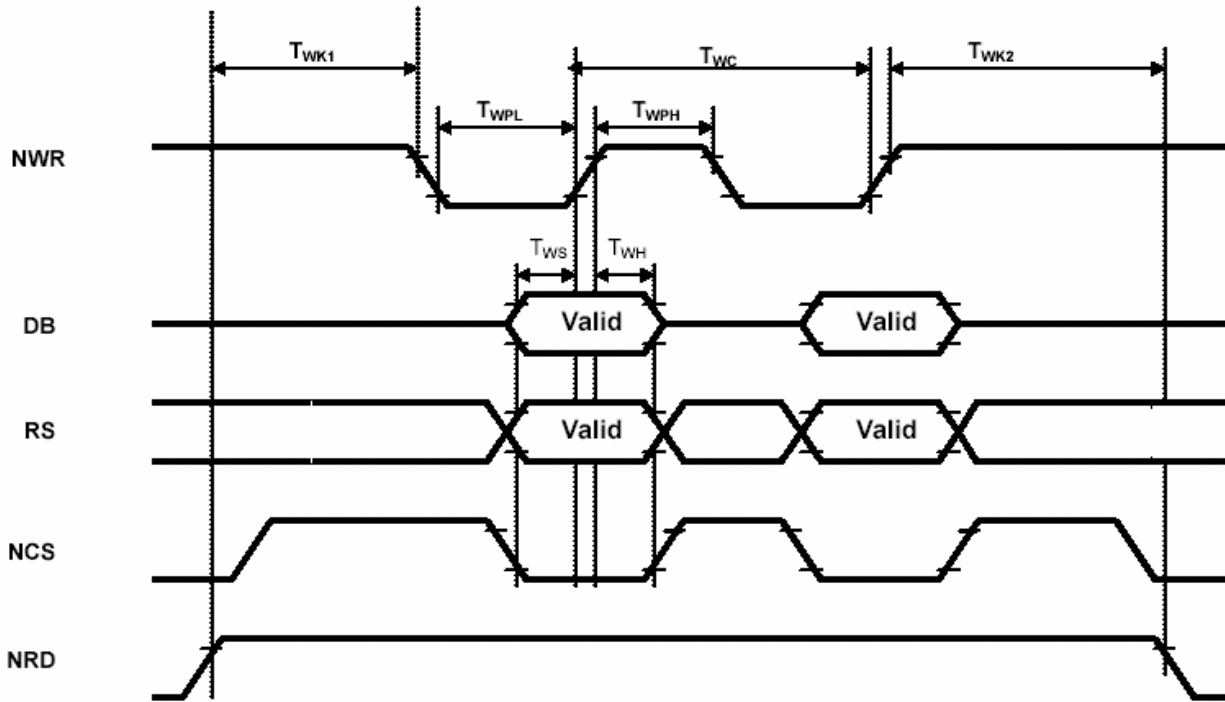 TWK1
TWC
TWK2
TWPL
TWPH
NWR
TWS
TWH
DB
Valid
Valid
RS
Valid
Valid
NCS
NRD